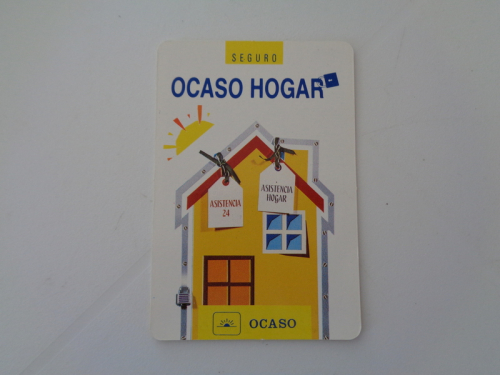 SEGURO
OCASO HOGAR
ASISTENCIA
24
ASISTENCIA
HOGAR
OCASO